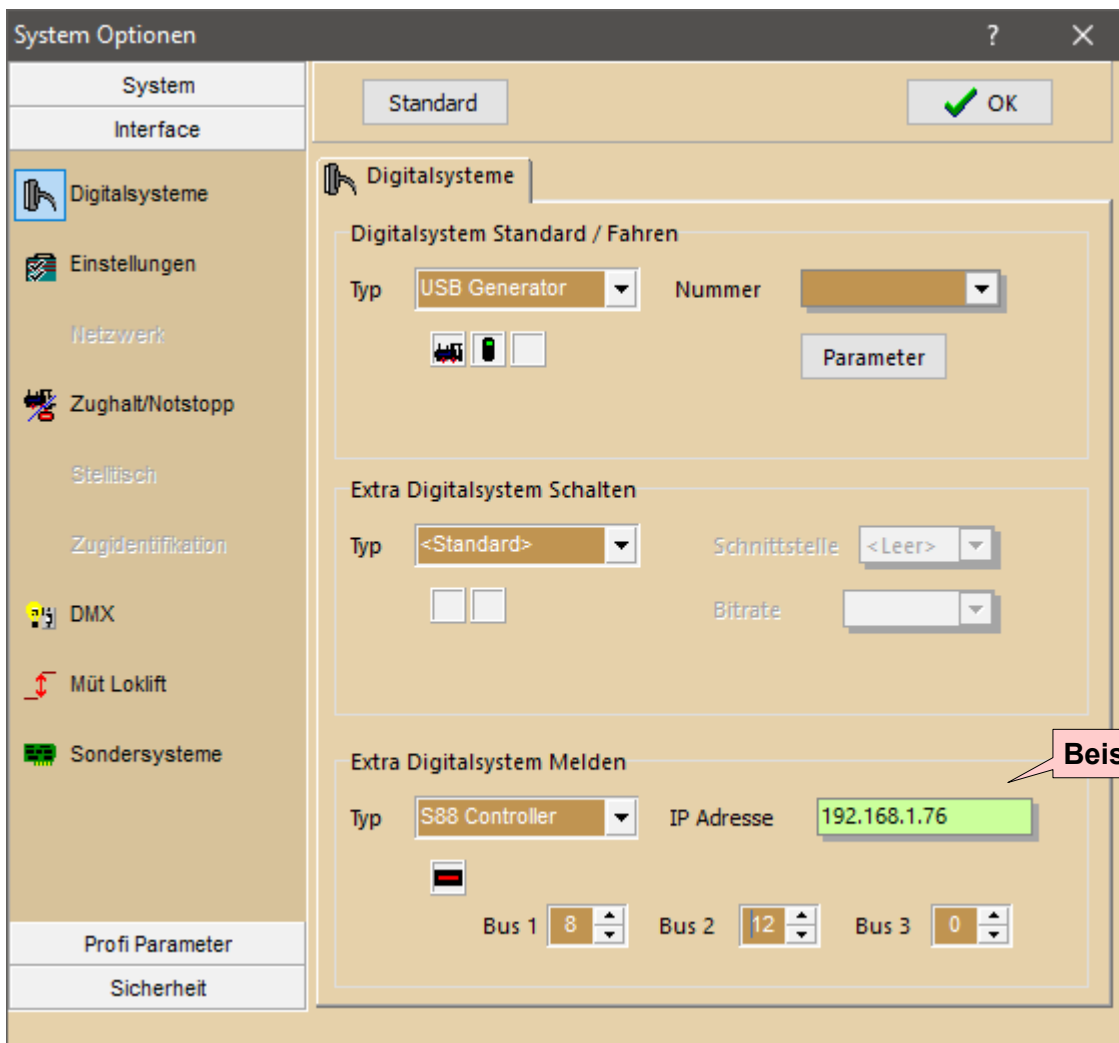 System Optionen
System
Interface
Digitalsysteme
Einstellungen
Netzwerk
Zughalt/Notstopp
Stelltisch
Zugidentifikation
DMX
Müt Loklift
Sondersysteme
Profi Parameter
Sicherheit
Standard
OK
Digitalsysteme
Digitalsystem Standard / Fahren
Typ USB Generator Nummer
Parameter
Extra Digitalsystem Schalten
Typ <Standard> Schnittstelle <Leer>
Bitrate
Beis
Extra Digitalsystem Melden
Typ S88 Controller IP Adresse 192.168.1.76
Bus 1 8 Bus 2 12 Bus 3 0